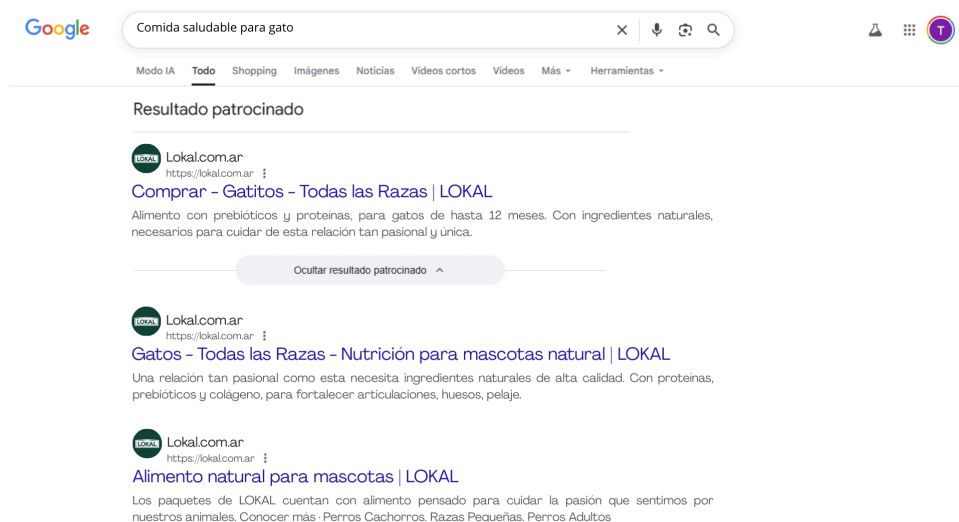 Google
Comida saludable para gato
T
Modo IA Todo Shopping Imágenes Noticias Vídeos cortos Vídeos Más Herramientas
Resultado patrocinado
LOKAL
Lokal.com.ar
https://lokal.com.ar
Comprar - Gatitos - Todas las Razas | LOKAL
Alimento con prebióticos y proteínas, para gatos de hasta 12 meses. Con ingredientes naturales,
necesarios para cuidar de esta relación tan pasional y única.
Ocultar resultado patrocinado
LOKAL
Lokal.com.ar
https://lokal.com.ar
Gatos - Todas las Razas - Nutrición para mascotas natural | LOKAL
Una relación tan pasional como esta necesita ingredientes naturales de alta calidad. Con proteínas,
prebióticos y colágeno, para fortalecer articulaciones, huesos, pelaje.
LOKAL
Lokal.com.ar
https://lokal.com.ar
Alimento natural para mascotas | LOKAL
Los paquetes de LOKAL cuentan con alimento pensado para cuidar la pasión que sentimos por
nuestros animales. Conocer más · Perros Cachorros. Razas Pequeñas. Perros Adultos